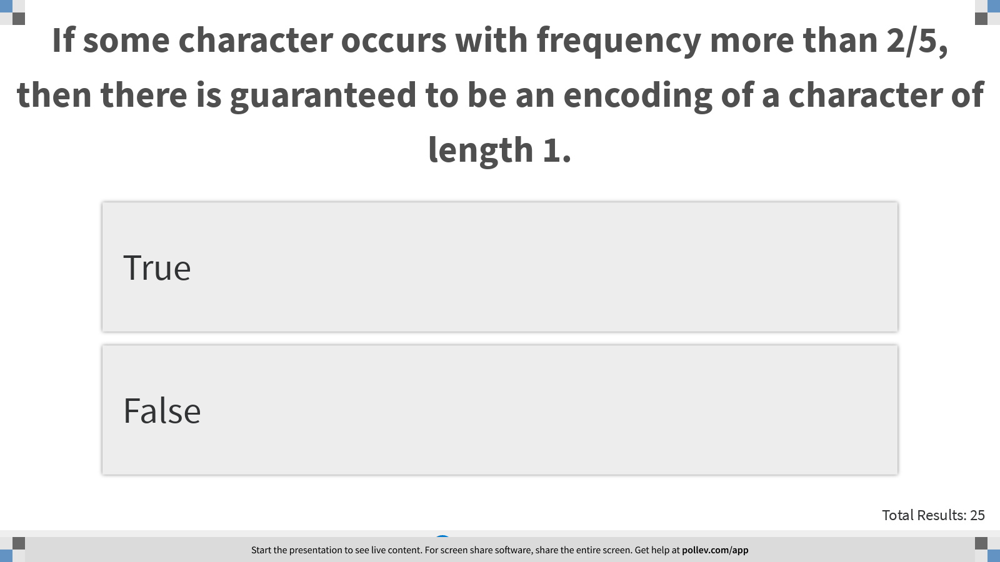 If some character occurs with frequency more than 2/5,
then there is guaranteed to be an encoding of a character of
length 1.
True
False
Total Results: 25
Start the presentation to see live content. For screen share software, share the entire screen. Get help at pollev.com/app